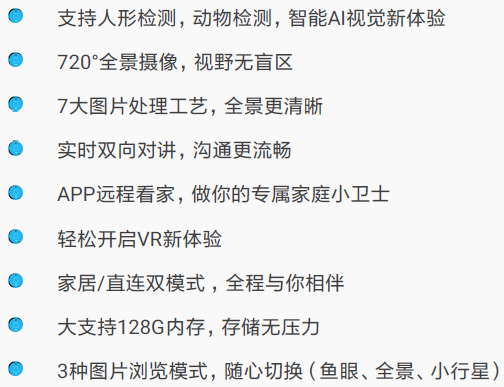 支持人形检测，动物检测，智能AI视觉新体验
720°全景摄像，视野无盲区
7大图片处理工艺，全景更清晰
实时双向对讲，沟通更流畅
APP远程看家，做你的专属家庭小卫士
轻松开启VR新体验
家居/直连双模式，全程与你相伴
大支持128G内存，存储无压力
3种图片浏览模式，随心切换（鱼眼、全景、小行星）